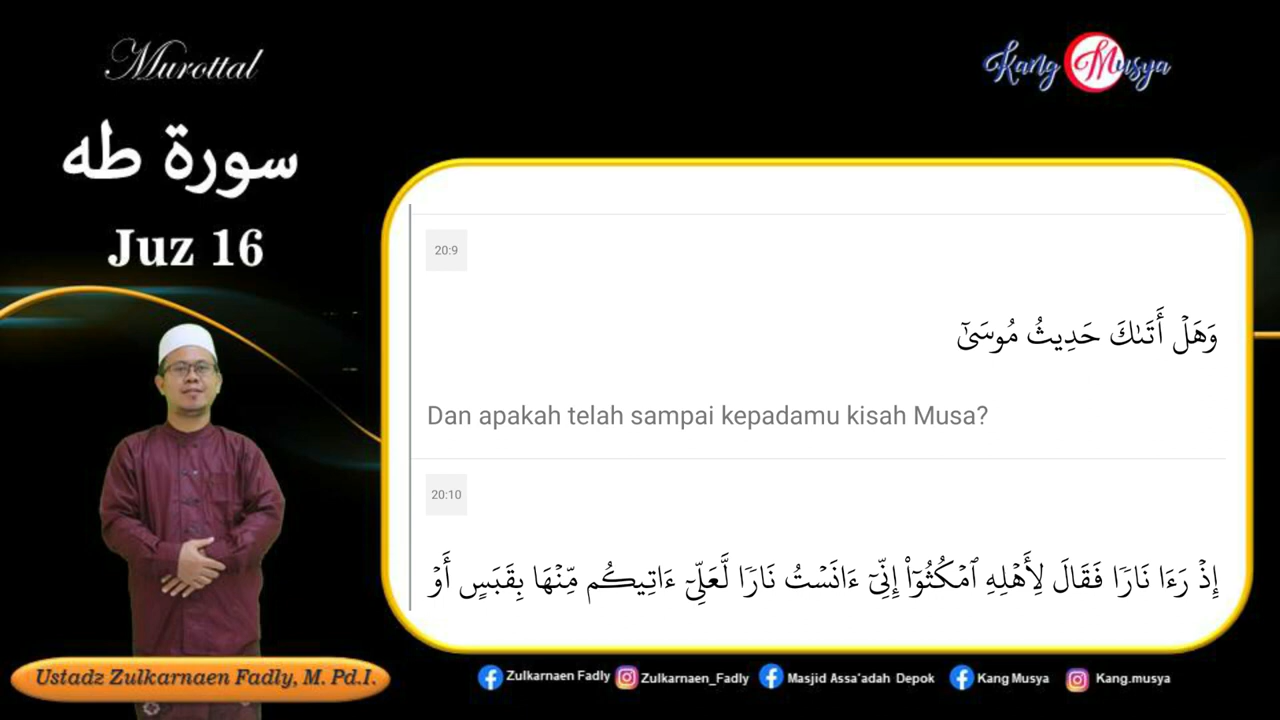 Murottal
Kang Musya
سورة طه
Juz 16
20:9
وَهَلۡ أَتَىٰكَ حَدِيثُ مُوسَىٰٓ
Dan apakah telah sampai kepadamu kisah Musa?
20:10
إِذۡ رَءَا نَارٗا فَقَالَ لِأَهۡلِهِ ٱمۡكُثُوٓاْ إِنِّيٓ ءَانَسۡتُ نَارٗا لَّعَلِّيٓ ءَاتِيكُم مِّنۡهَا بِقَبَسٍ أَوۡ
Ustadz Zulkarnaen Fadly, M. Pd.I.
Zulkarnaen Fadly Zulkarnaen_Fadly Masjid Assa'adah Depok Kang Musya Kang.musya